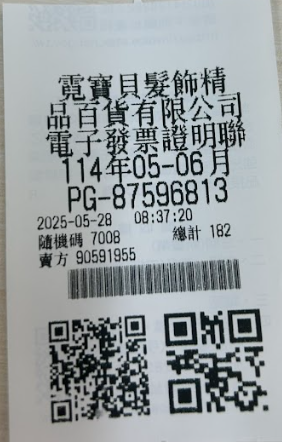 霓寶貝髮飾精
品百貨有限公司
電子發票證明聯
114年05-06月
PG-87596813
2025-05-28 08:37:20
隨機碼 7008 總計 182
賣方 90591955